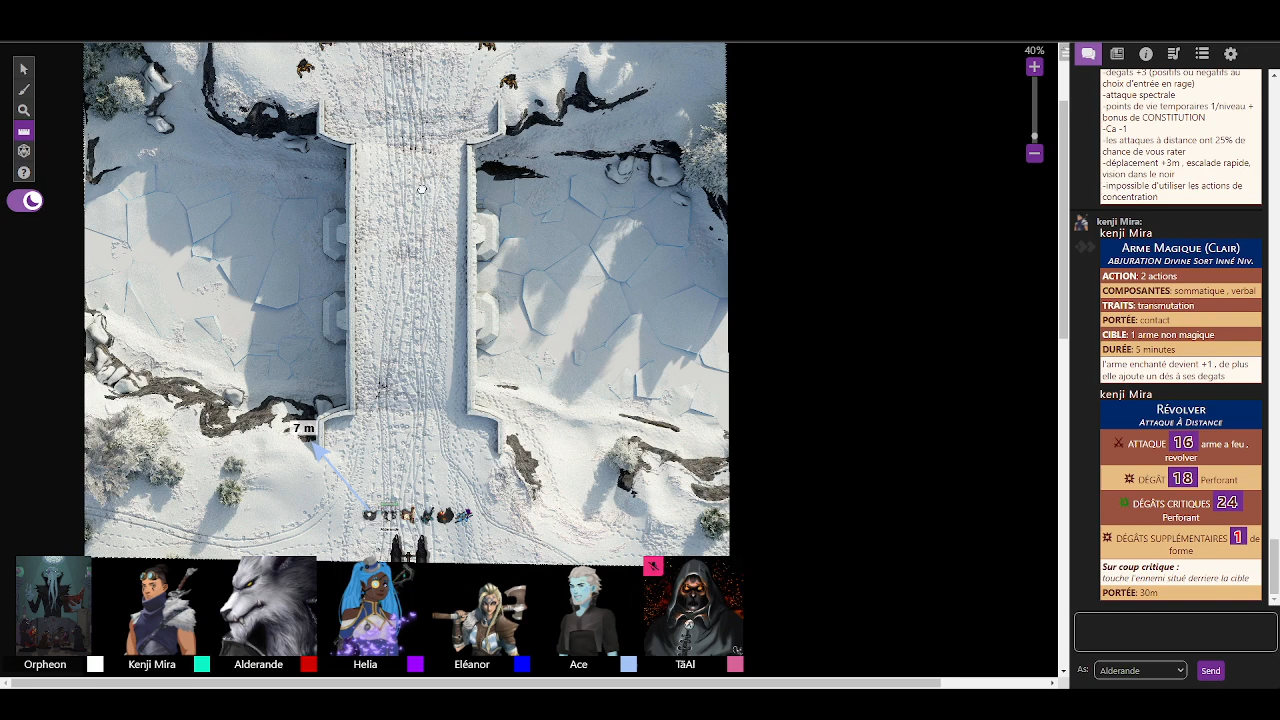 40%
-degats +3 (positifs ou négatifs au
choix d'entrée en rage)
-attaque spectrale
-points de vie temporaires 1/niveau +
bonus de CONSTITUTION
-Ca -1
-les attaques à distance ont 25% de
chance de vous rater
-déplacement +3m , escalade rapide,
vision dans le noir
-impossible d'utiliser les actions de
concentration
kenji Mira:
kenji Mira
ARME MAGIQUE (CLAIR)
ABJURATION DIVINE SORT INNÉ NIV.
ACTION: 2 actions
COMPOSANTES: sommatique , verbal
TRAITS: transmutation
PORTÉE: contact
CIBLE: 1 arme non magique
DURÉE: 5 minutes
l'arme enchanté devient +1 , de plus
elle ajoute un dés à ses degats
kenji Mira
RÉVOLVER
ATTAQUE À DISTANCE
ATTAQUE 16 arme a feu ,
revolver
DÉGÂT 18 Perforant
DÉGÂTS CRITIQUES 24
Perforant
DÉGÂTS SUPPLÉMENTAIRES 1 de
forme
Sur coup critique :
touche l'ennemi situé derriere la cible
PORTÉE: 30m
7 m
Alderande
Orpheon
Kenji Mira
Alderande
Helia
Eléanor
Ace
TãAl
As:
Alderande
Send